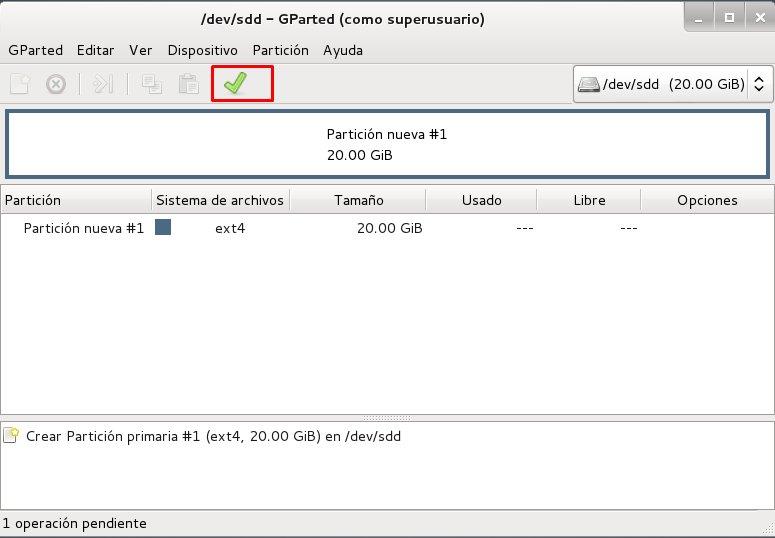 /dev/sdd - GParted (como superusuario)
GParted Editar Ver Dispositivo Partición Ayuda
/dev/sdd (20.00 GiB)
Partición nueva #1
20.00 GiB
Partición Sistema de archivos Tamaño Usado Libre Opciones
Partición nueva #1 ext4 20.00 GiB --- ---
Crear Partición primaria #1 (ext4, 20.00 GiB) en /dev/sdd
1 operación pendiente